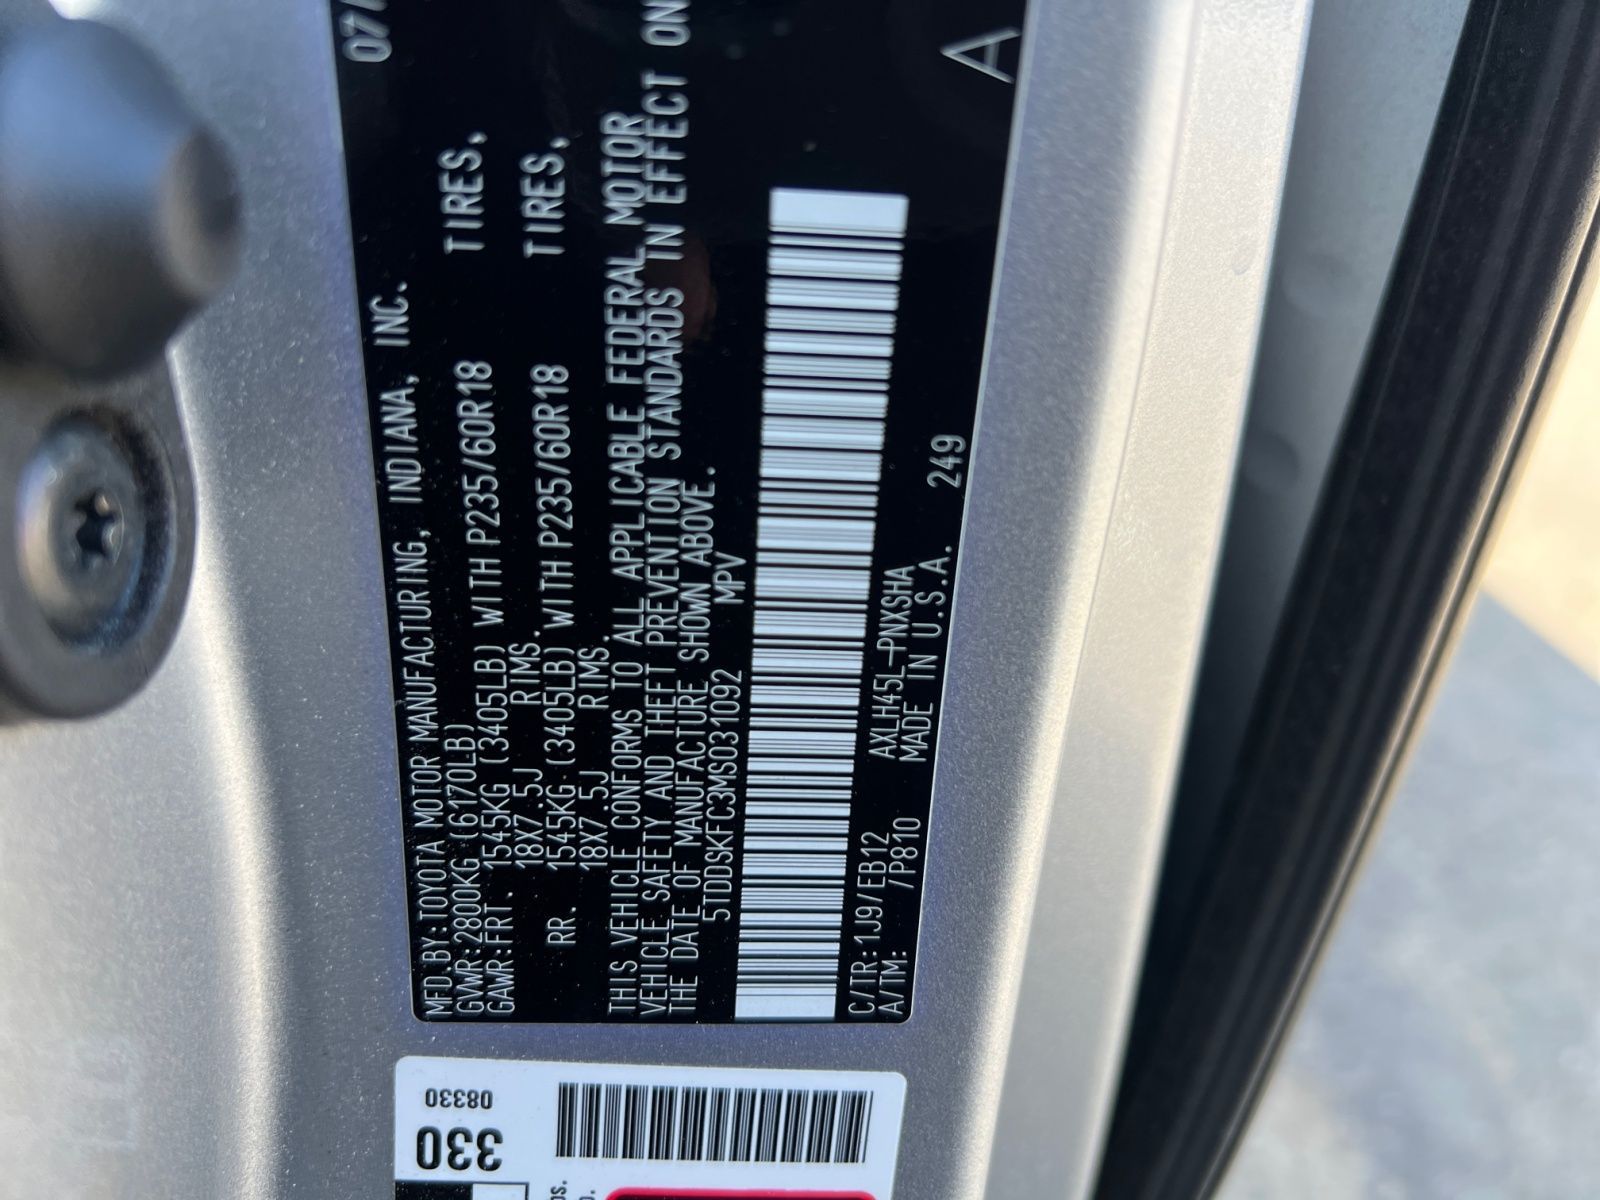 MFD.BY:TOYOTA MOTOR MANUFACTURING, INDIANA, INC. 07/
GVWR:2800KG(6170LB)
GAWR:FRT. 1545KG (3405LB) WITH P235/60R18 TIRES,
18X7.5J RIMS.
RR. 1545KG (3405LB) WITH P235/60R18 TIRES,
18X7.5J RIMS.
THIS VEHICLE CONFORMS TO ALL APPLICABLE FEDERAL MOTOR
VEHICLE SAFETY AND THEFT PREVENTION STANDARDS IN EFFECT ON
THE DATE OF MANUFACTURE SHOWN ABOVE.
5TDDSKFC3MS031092 MPV
C/TR:1J9/EB12 AXLH45L-PNXSHA
A/TM: /P810 MADE IN U.S.A. 249
A
08330
330